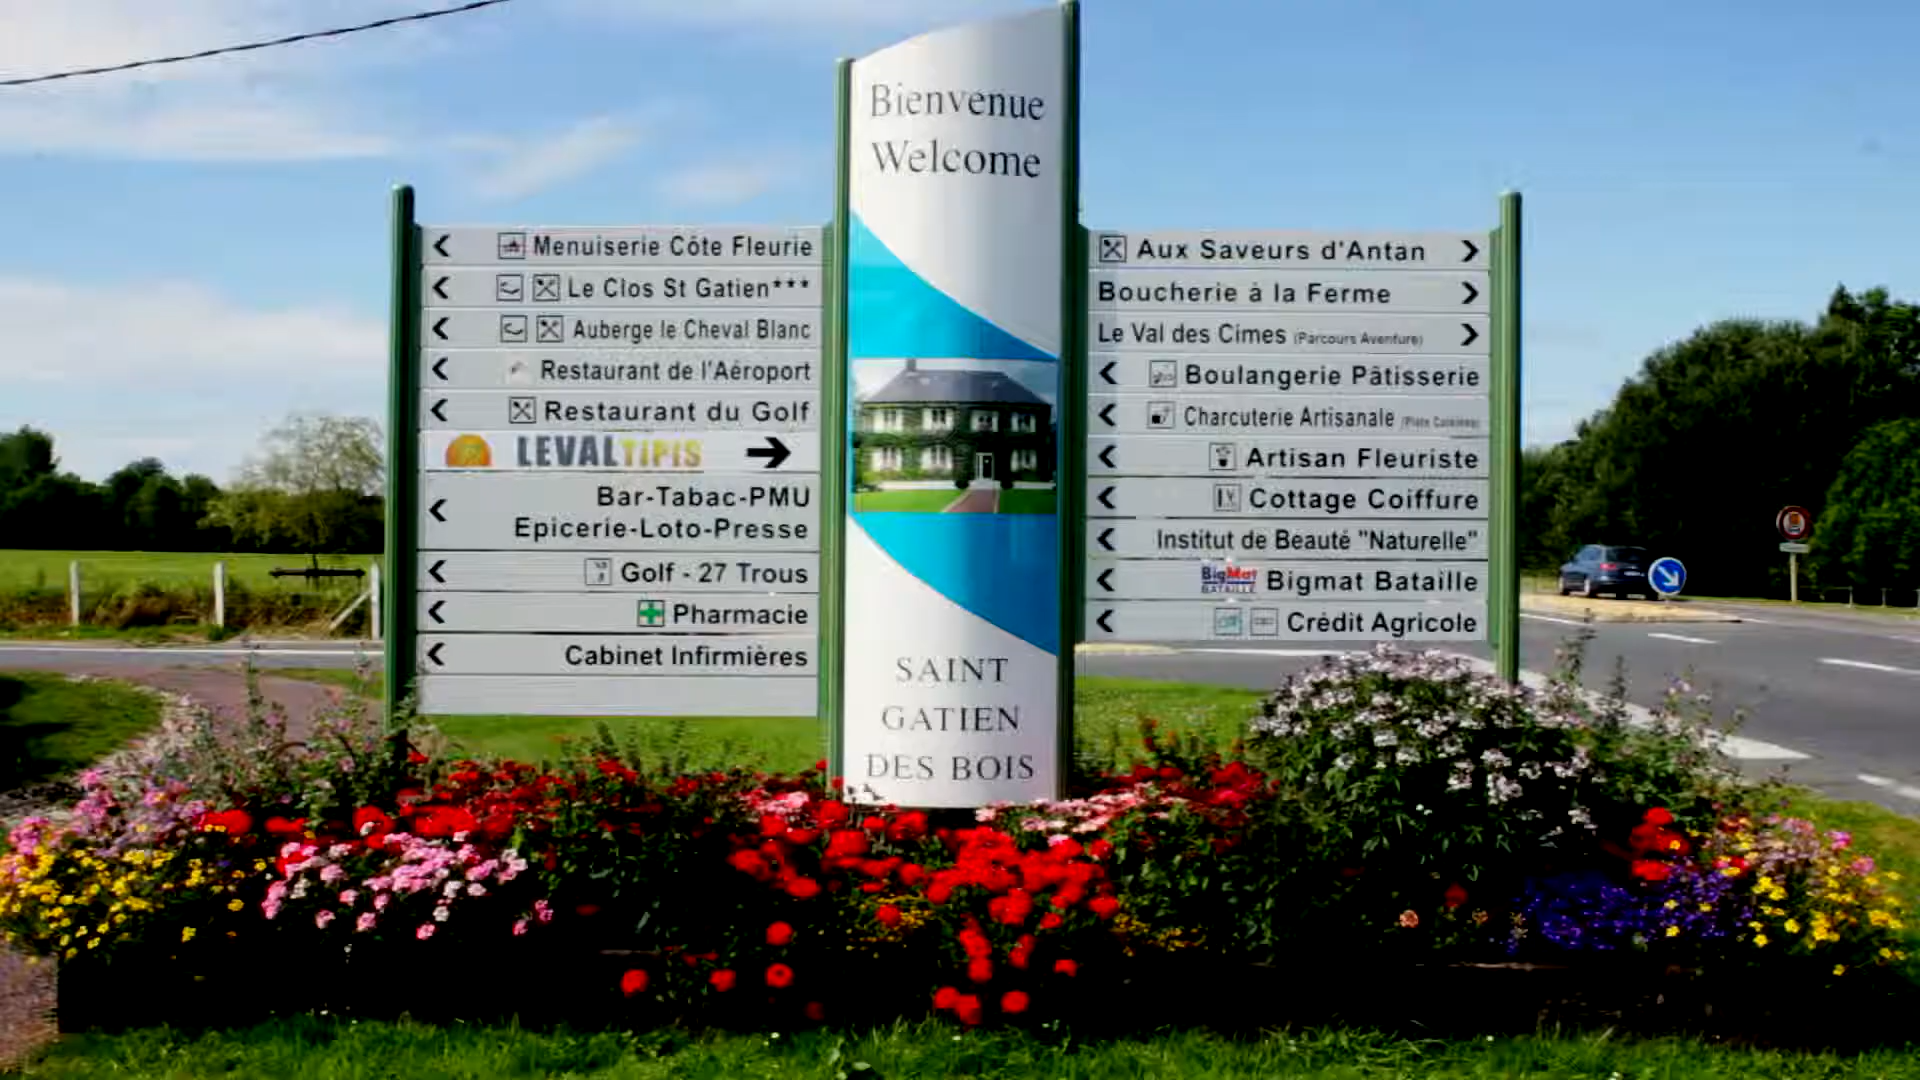 Bienvenue
Welcome
SAINT
GATIEN
DES BOIS
Menuiserie Côte Fleurie
Le Clos St Gatien***
Auberge le Cheval Blanc
Restaurant de l'Aéroport
Restaurant du Golf
LEVALTIPIS
Bar-Tabac-PMU
Epicerie-Loto-Presse
Golf - 27 Trous
Pharmacie
Cabinet Infirmières
Aux Saveurs d'Antan
Boucherie à la Ferme
Le Val des Cimes (Parcours Aventure)
Boulangerie Pâtisserie
Charcuterie Artisanale
Artisan Fleuriste
Cottage Coiffure
Institut de Beauté "Naturelle"
BigMat BATAILLE Bigmat Bataille
Crédit Agricole